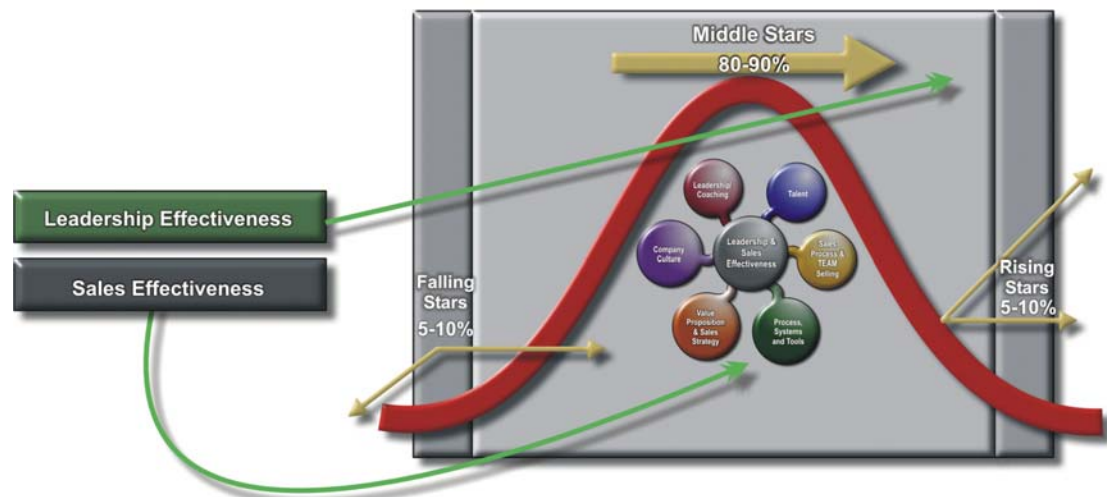 Middle Stars
80-90%
Leadership Effectiveness
Sales Effectiveness
Falling
Stars
5-10%
Leadership/
Coaching
Talent
Company
Culture
Leadership &
Sales
Effectiveness
Sales
Process &
TEAM
Selling
Value
Proposition
& Sales
Strategy
Process,
Systems
and Tools
Rising
Stars
5-10%